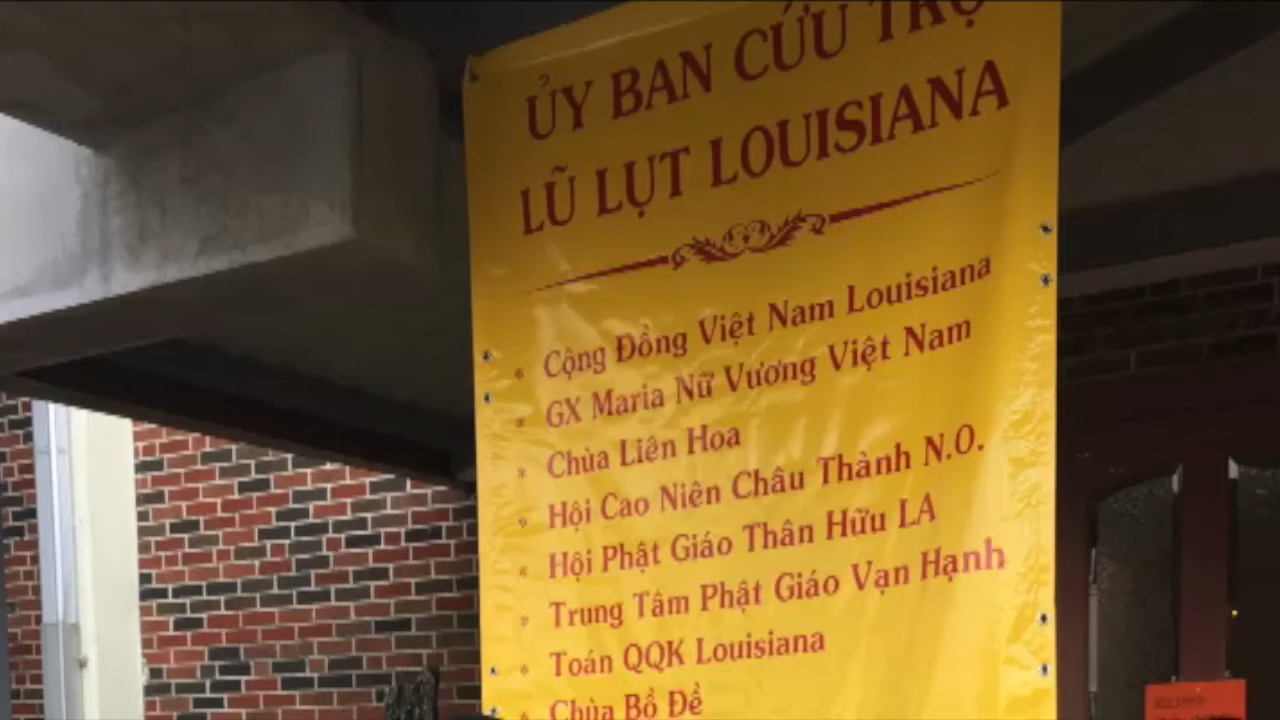 ỦY BAN CỨU TRỢ
LŨ LỤT LOUISIANA
Cộng Đồng Việt Nam Louisiana
GX Maria Nữ Vương Việt Nam
Chùa Liên Hoa
Hội Cao Niên Châu Thành N.O.
Hội Phật Giáo Thân Hữu LA
Trung Tâm Phật Giáo Vạn Hạnh
Toán QQK Louisiana
Chùa Bồ Đề